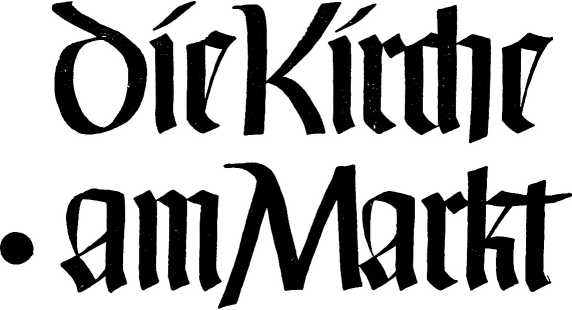 die Kirche
• am Markt